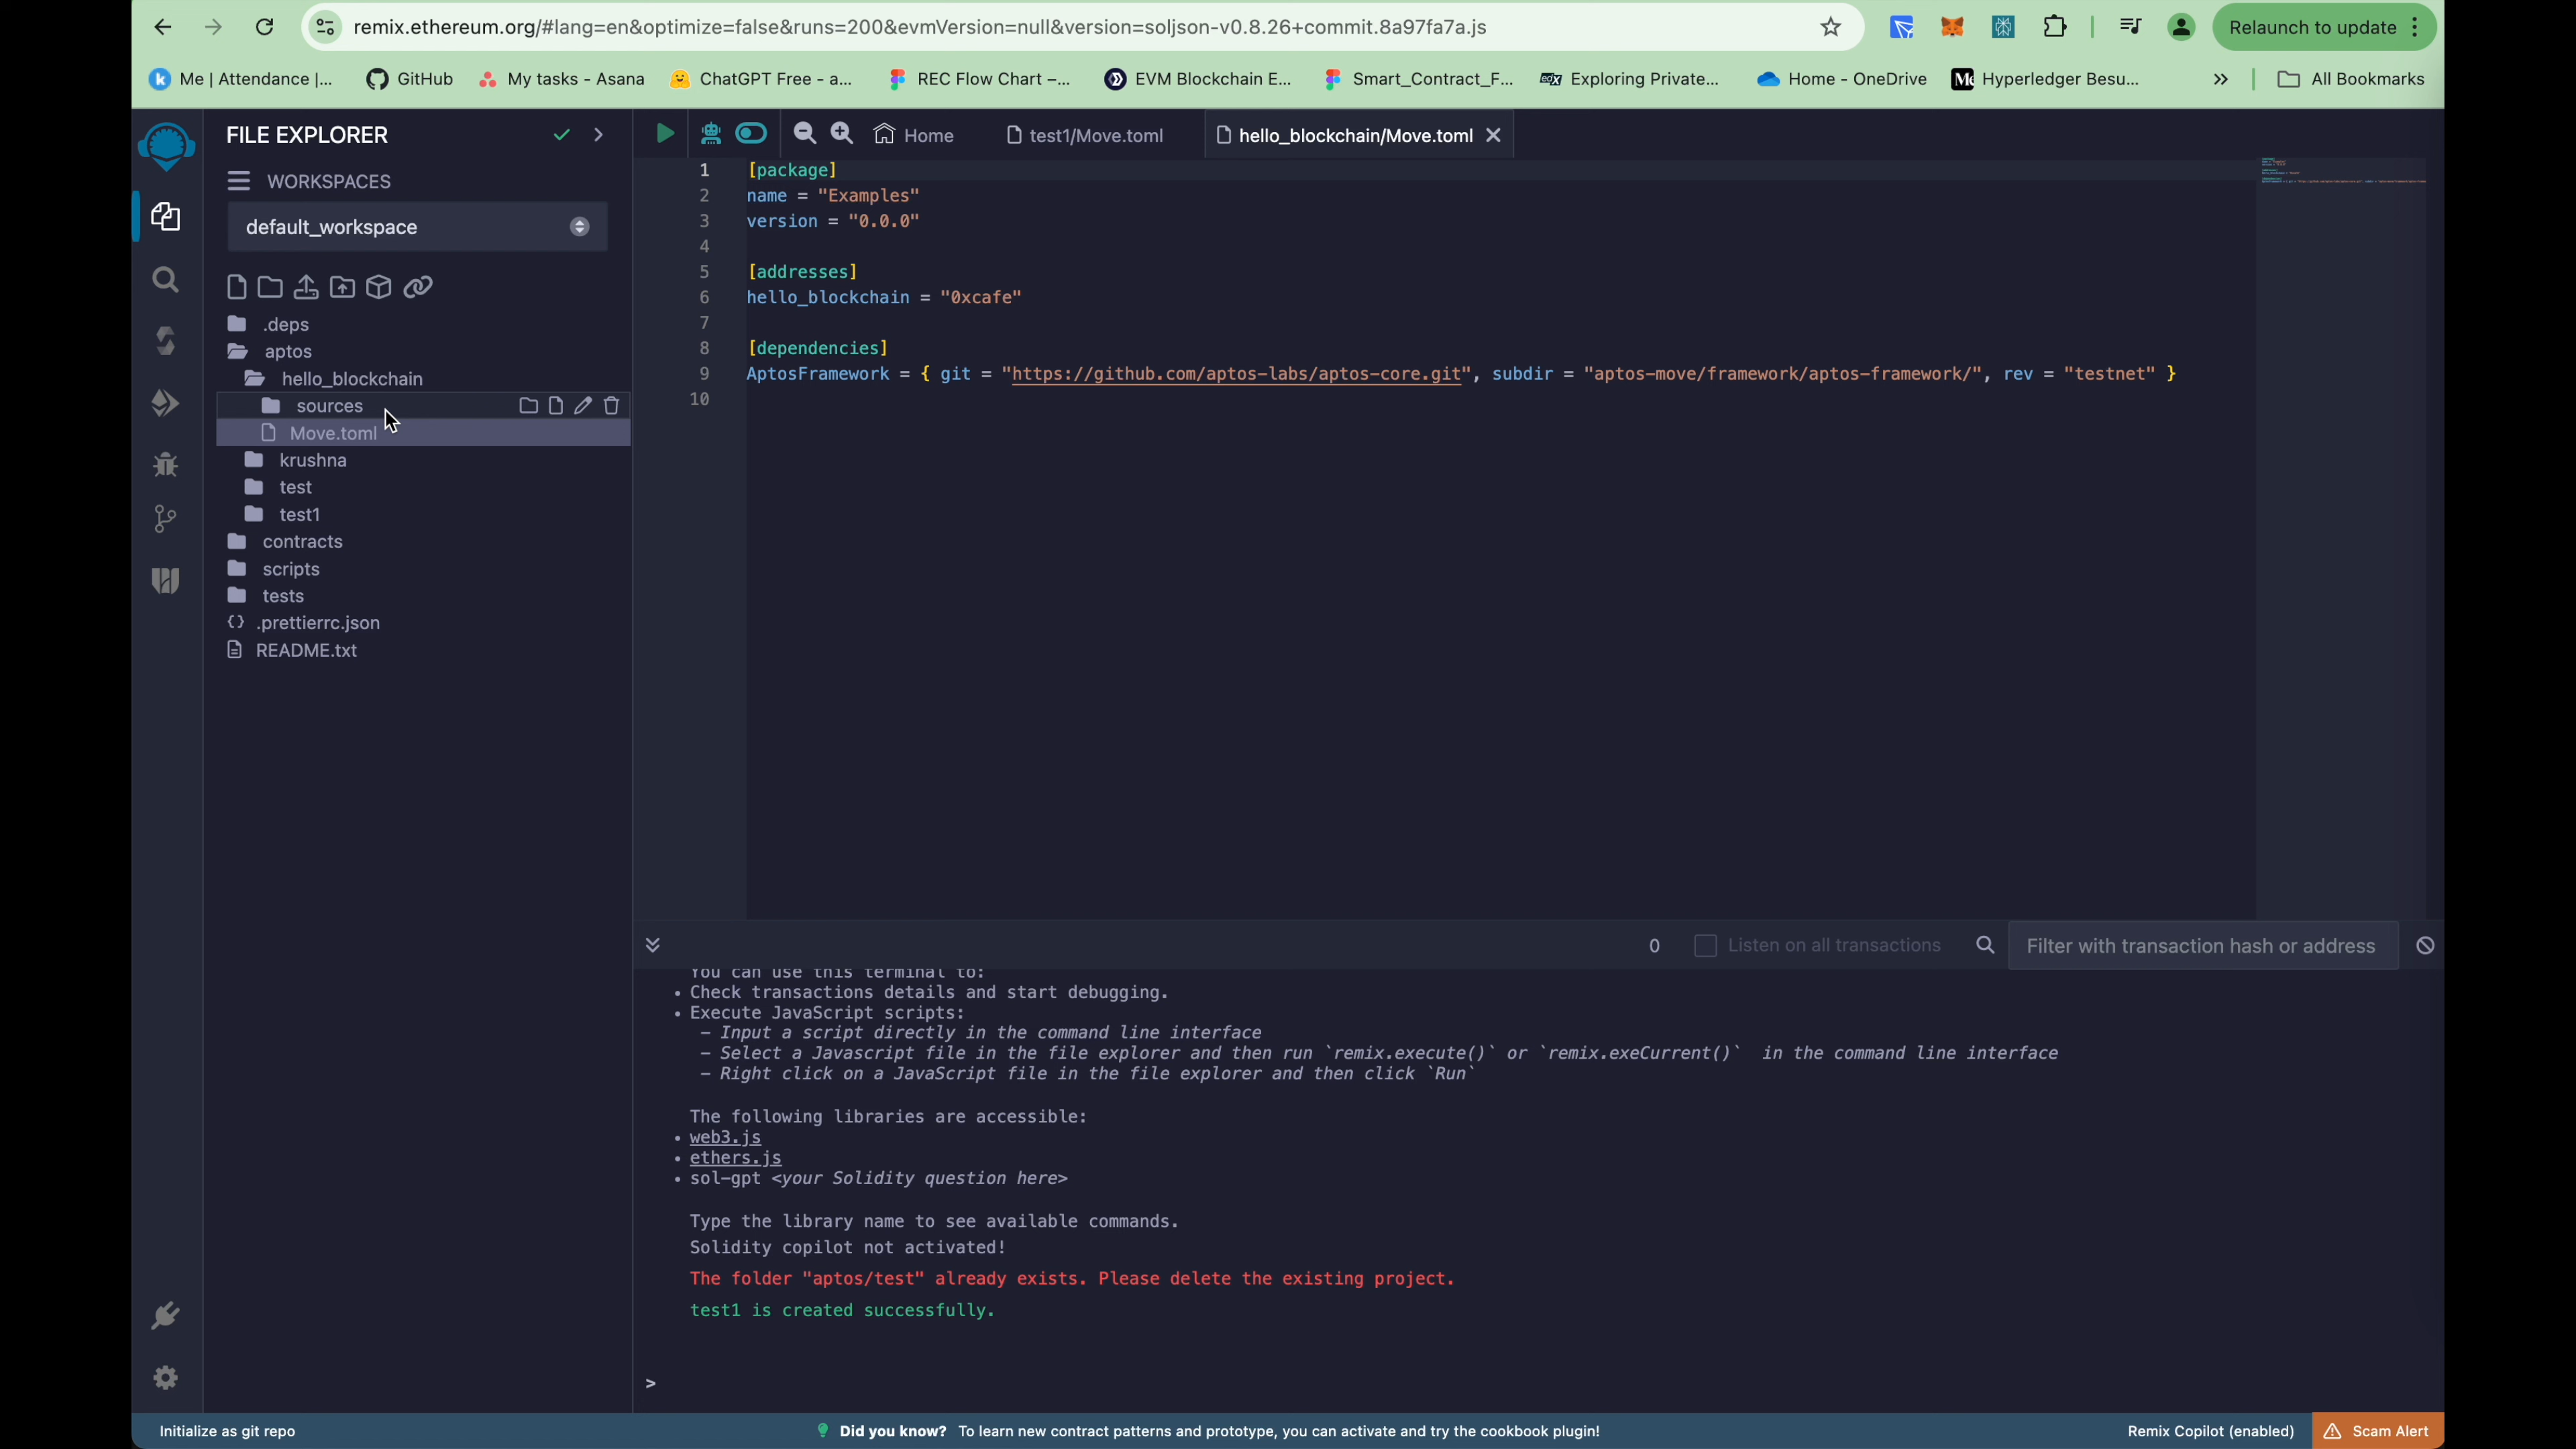 remix.ethereum.org/#lang=en&optimize=false&runs=200&evmVersion=null&version=soljson-v0.8.26+commit.8a97fa7a.js
Relaunch to update
Me | Attendance |...
GitHub
My tasks - Asana
ChatGPT Free - a...
REC Flow Chart –...
EVM Blockchain E...
Smart_Contract_F...
edX
Exploring Private...
Home - OneDrive
Hyperledger Besu...
All Bookmarks
FILE EXPLORER
WORKSPACES
default_workspace
.deps
aptos
hello_blockchain
sources
Move.toml
krushna
test
test1
contracts
scripts
tests
.prettierrc.json
README.txt
Home
test1/Move.toml
hello_blockchain/Move.toml
1 [package]
2 name = "Examples"
3 version = "0.0.0"
4
5 [addresses]
6 hello_blockchain = "0xcafe"
7
8 [dependencies]
9 AptosFramework = { git = "https://github.com/aptos-labs/aptos-core.git", subdir = "aptos-move/framework/aptos-framework/", rev = "testnet" }
10
0
Listen on all transactions
Filter with transaction hash or address
You can use this terminal to:
• Check transactions details and start debugging.
• Execute JavaScript scripts:
- Input a script directly in the command line interface
- Select a Javascript file in the file explorer and then run `remix.execute()` or `remix.exeCurrent()` in the command line interface
- Right click on a JavaScript file in the file explorer and then click `Run`
The following libraries are accessible:
• web3.js
• ethers.js
• sol-gpt <your Solidity question here>
Type the library name to see available commands.
Solidity copilot not activated!
The folder "aptos/test" already exists. Please delete the existing project.
test1 is created successfully.
>
Initialize as git repo
Did you know? To learn new contract patterns and prototype, you can activate and try the cookbook plugin!
Remix Copilot (enabled)
Scam Alert